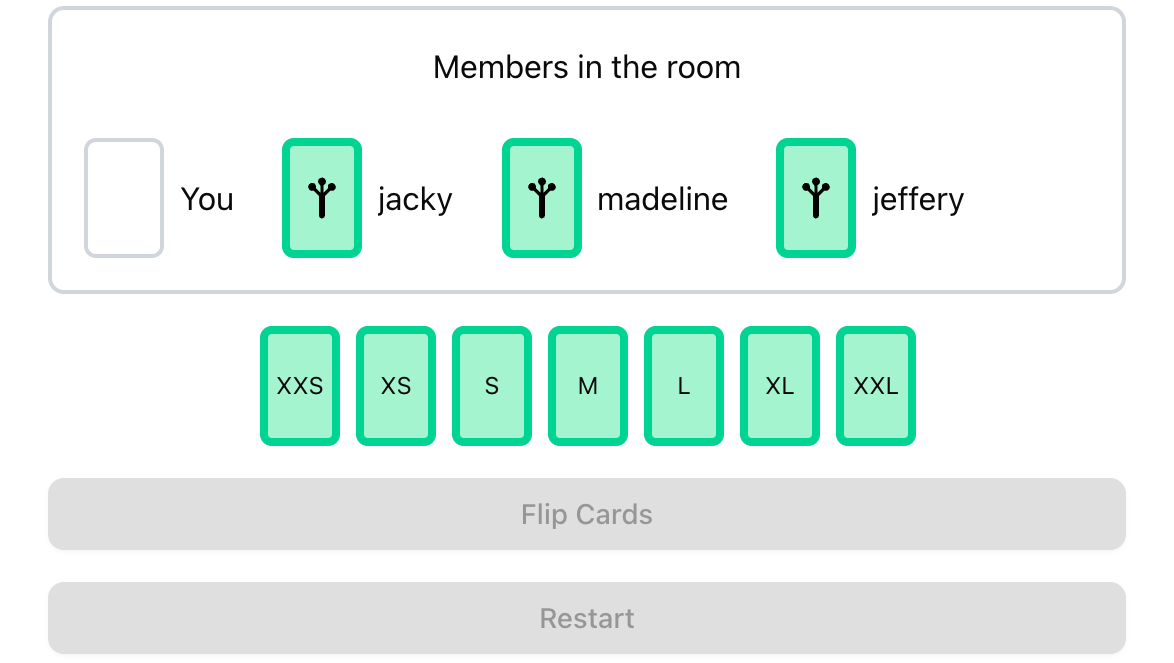 Members in the room
You jacky madeline jeffery
XXS XS S M L XL XXL
Flip Cards
Restart